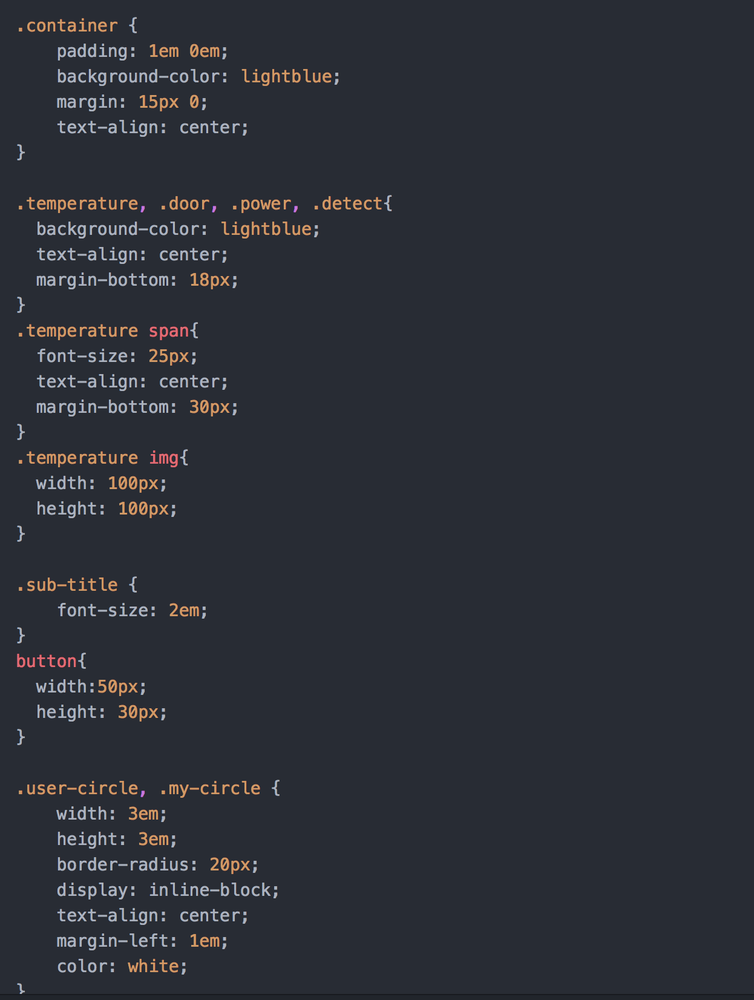 .container {
    padding: 1em 0em;
    background-color: lightblue;
    margin: 15px 0;
    text-align: center;
}

.temperature, .door, .power, .detect{
  background-color: lightblue;
  text-align: center;
  margin-bottom: 18px;
}
.temperature span{
  font-size: 25px;
  text-align: center;
  margin-bottom: 30px;
}
.temperature img{
  width: 100px;
  height: 100px;
}

.sub-title {
    font-size: 2em;
}
button{
  width:50px;
  height: 30px;
}

.user-circle, .my-circle {
    width: 3em;
    height: 3em;
    border-radius: 20px;
    display: inline-block;
    text-align: center;
    margin-left: 1em;
    color: white;
}